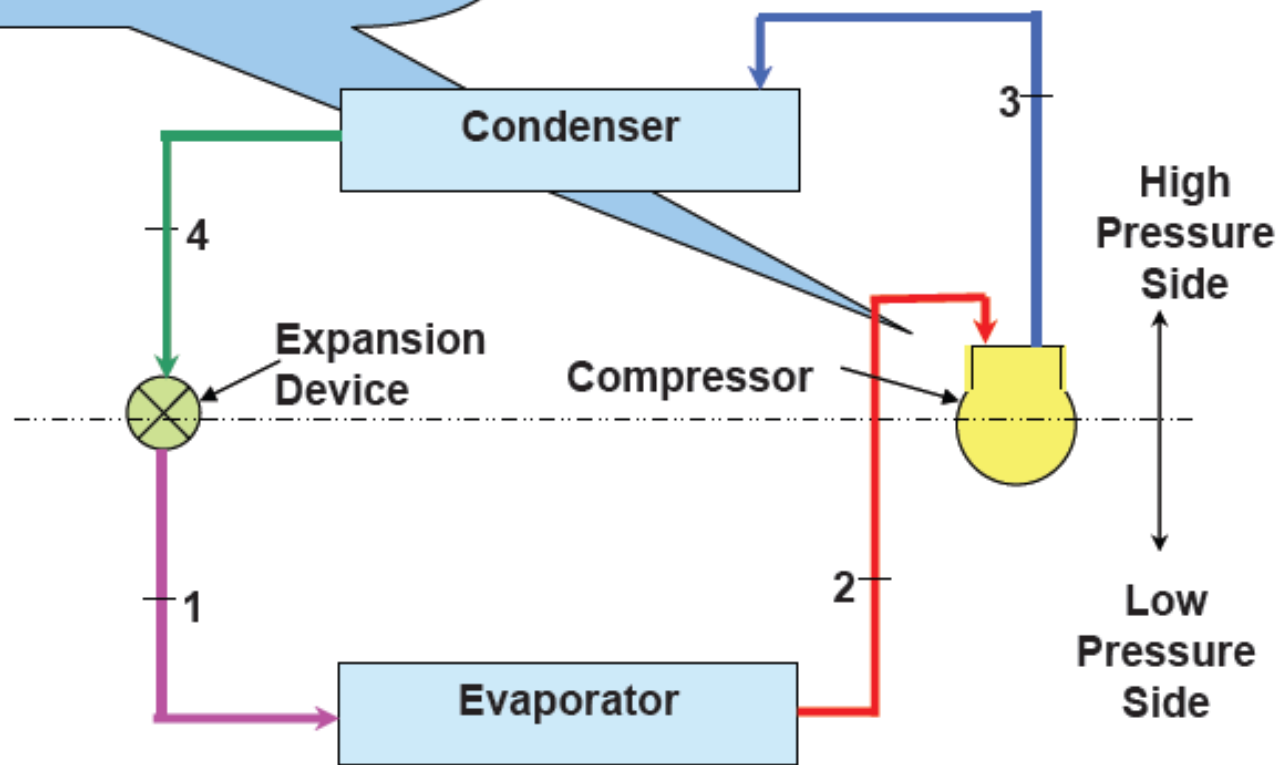 Condenser
3
High
Pressure
Side
4
Expansion
Device
Compressor
1
2
Low
Pressure
Side
Evaporator